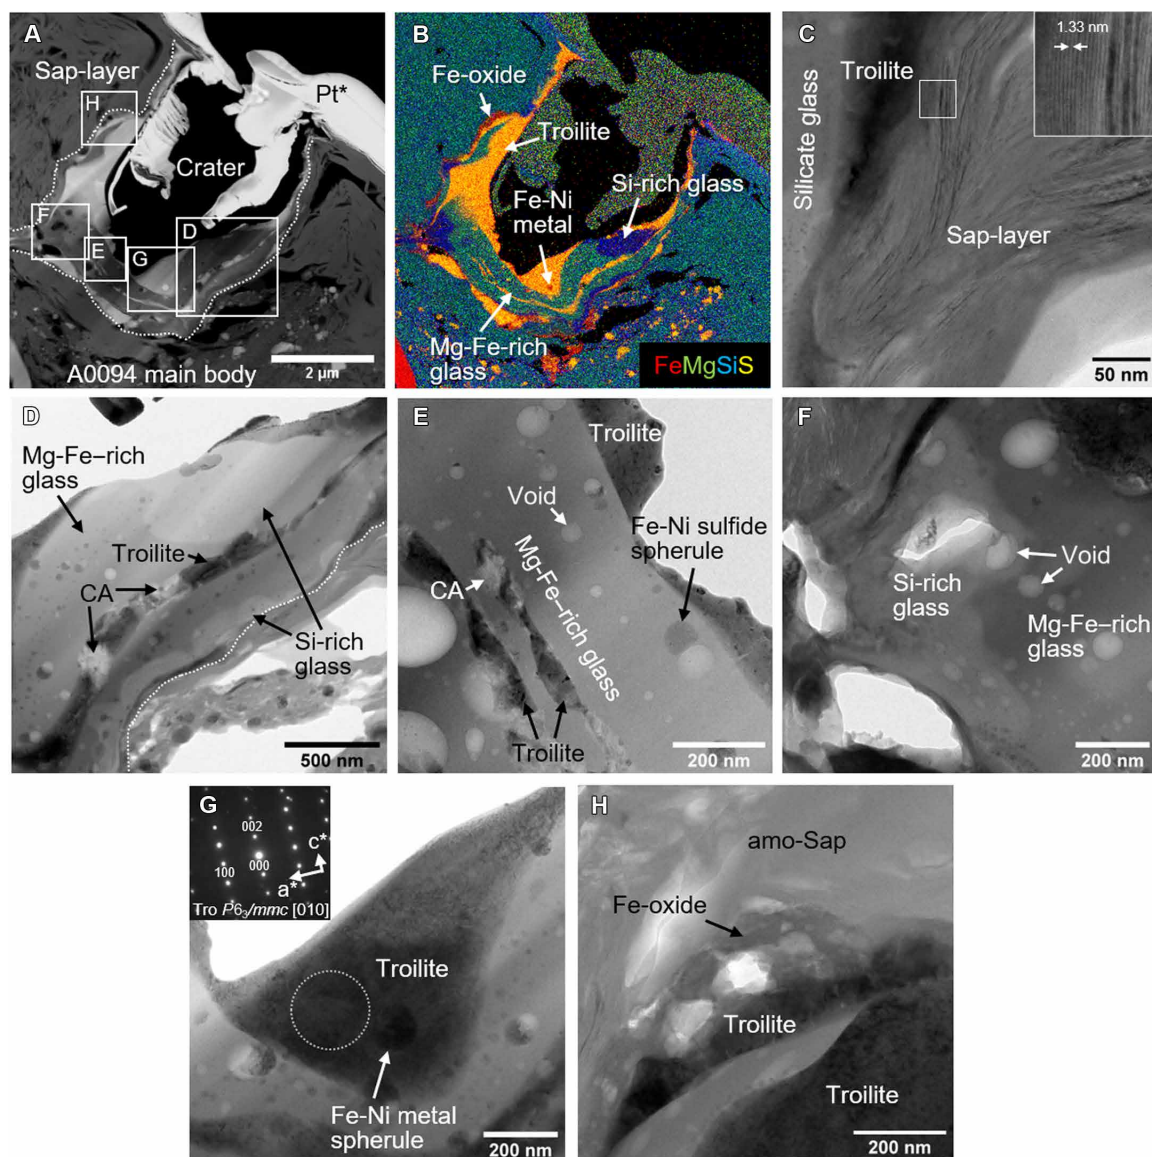 A
Sap-layer
H
Pt*
Crater
F
D
E
G
A0094 main body
2 µm
B
Fe-oxide
Troilite
Si-rich glass
Fe-Ni
metal
Mg-Fe-rich
glass
FeMgSiS
C
1.33 nm
Troilite
Silicate glass
Sap-layer
50 nm
D
Mg-Fe–rich
glass
Troilite
CA
Si-rich
glass
500 nm
E
Troilite
Void
Fe-Ni sulfide
spherule
CA
Mg-Fe–rich glass
Troilite
200 nm
F
Void
Si-rich
glass
Mg-Fe–rich
glass
200 nm
G
002
c*
100
000
a*
Tro P6₃/mmc [010]
Troilite
Fe-Ni metal
spherule
200 nm
H
amo-Sap
Fe-oxide
Troilite
Troilite
200 nm